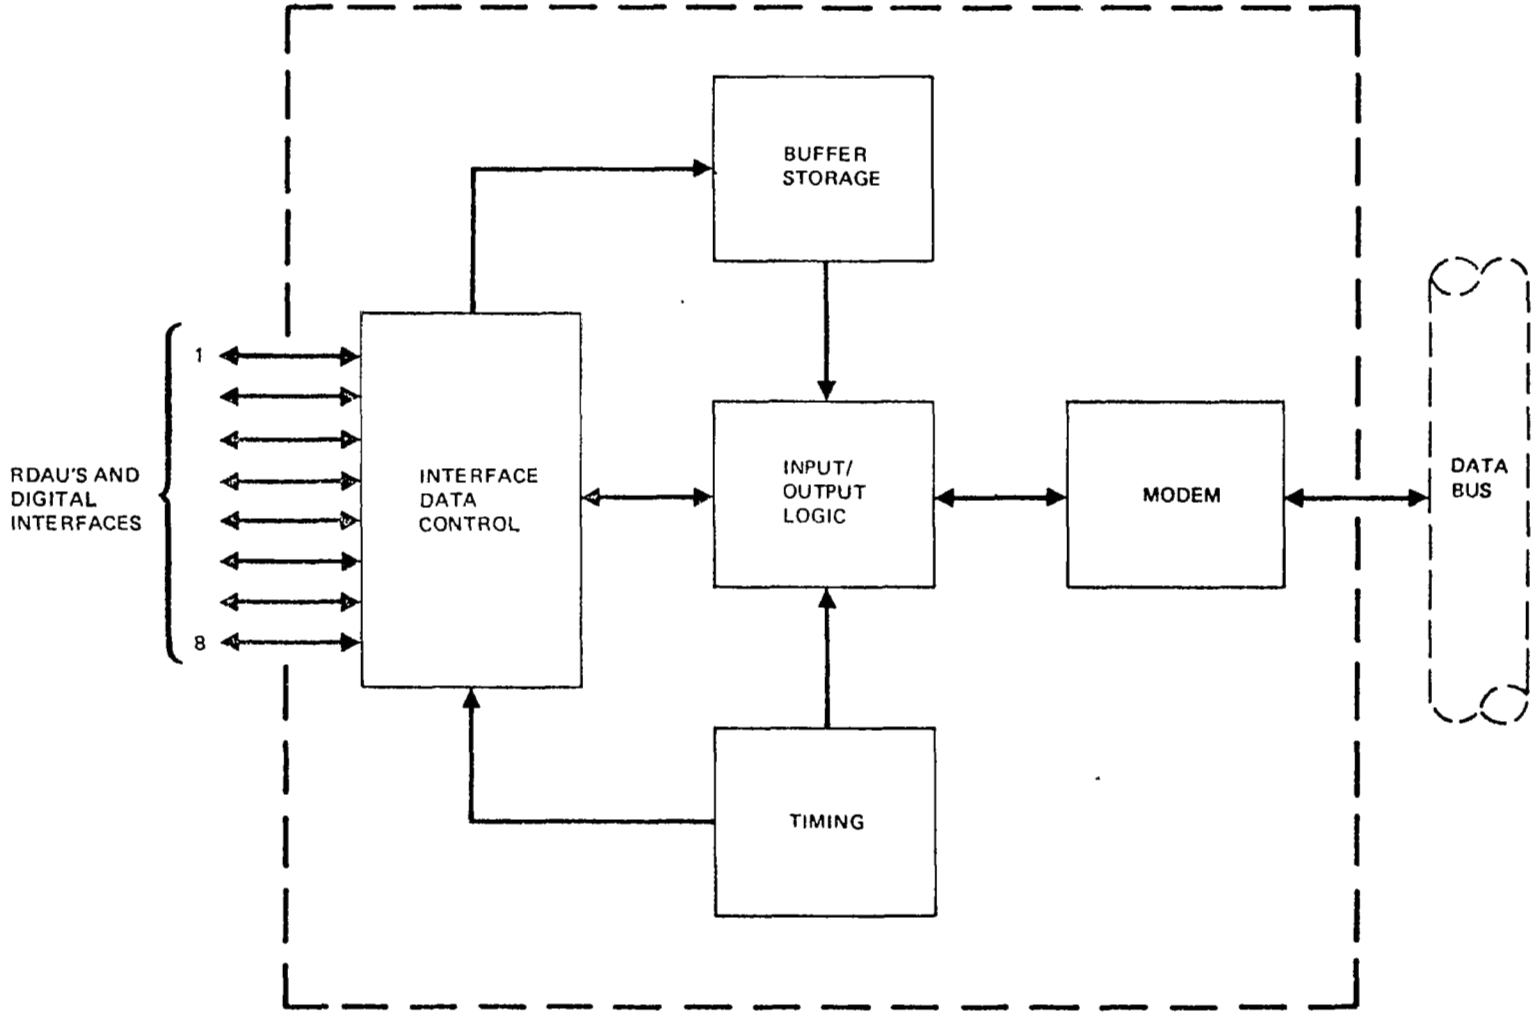 BUFFER
STORAGE
1
8
RDAU'S AND
DIGITAL
INTERFACES
INTERFACE
DATA
CONTROL
INPUT/
OUTPUT
LOGIC
MODEM
DATA
BUS
TIMING